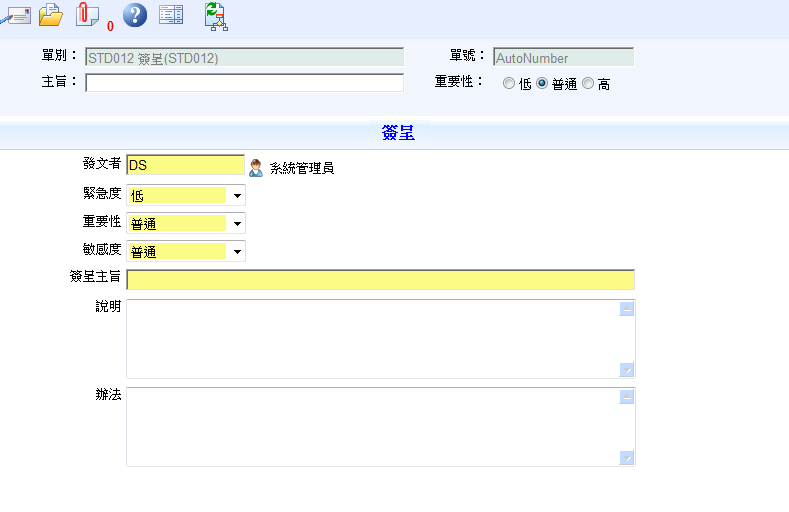 0
?
單別： STD012 簽呈(STD012) 單號： AutoNumber
主旨： 重要性： 低 普通 高
簽呈
發文者 DS 系統管理員
緊急度 低
重要性 普通
敏感度 普通
簽呈主旨
說明
辦法